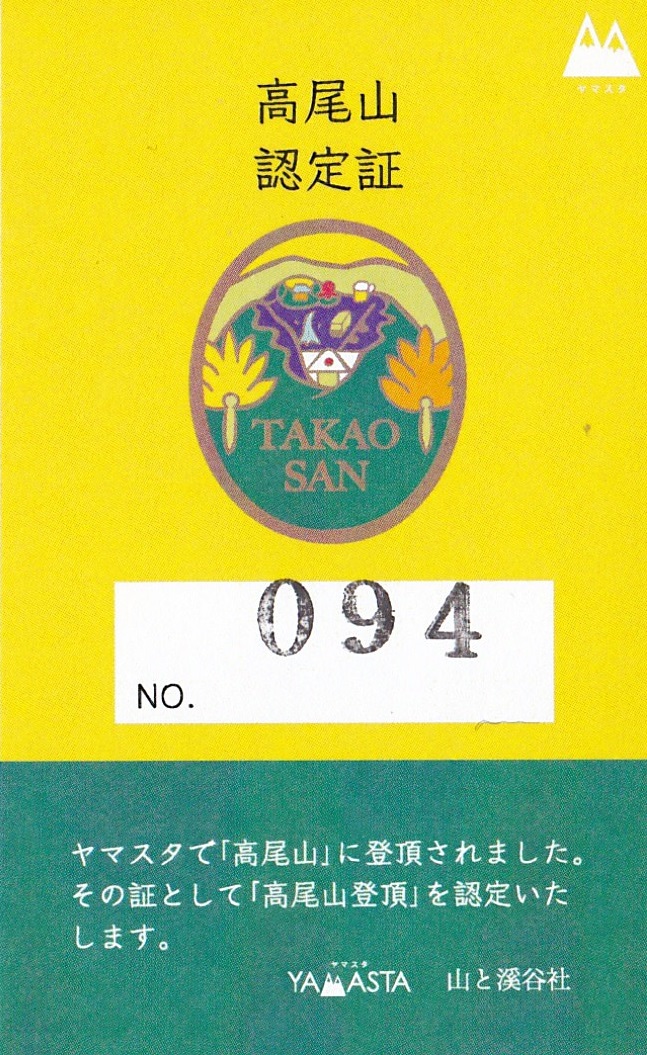 ヤマスタ
高尾山
認定証
TAKAO
SAN
094
NO.
ヤマスタで「高尾山」に登頂されました。
その証として「高尾山登頂」を認定いた
します。
ヤマスタ
YAMASTA 山と溪谷社